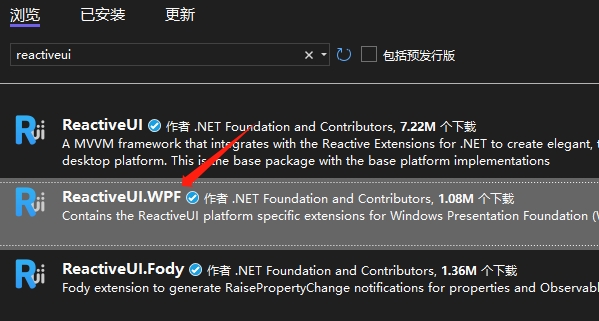 浏览 已安装 更新
reactiveui 包括预发行版
ReactiveUI 作者 .NET Foundation and Contributors, 7.22M 个下载
A MVVM framework that integrates with the Reactive Extensions for .NET to create elegant, t
desktop platform. This is the base package with the base platform implementations
ReactiveUI.WPF 作者 .NET Foundation and Contributors, 1.08M 个下载
Contains the ReactiveUI platform specific extensions for Windows Presentation Foundation (W
ReactiveUI.Fody 作者 .NET Foundation and Contributors, 1.36M 个下载
Fody extension to generate RaisePropertyChange notifications for properties and Observab